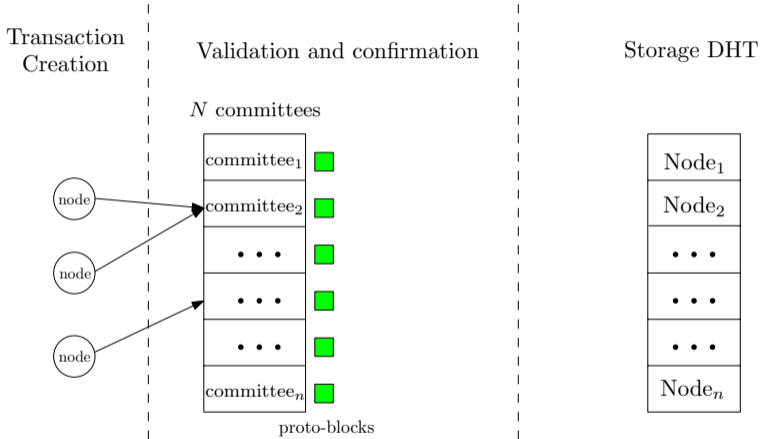 Transaction
Creation
Validation and confirmation
Storage DHT
N committees
committee₁
committee₂
• • •
• • •
• • •
committeeₙ
proto-blocks
node
node
node
Node₁
Node₂
• • •
• • •
• • •
Nodeₙ